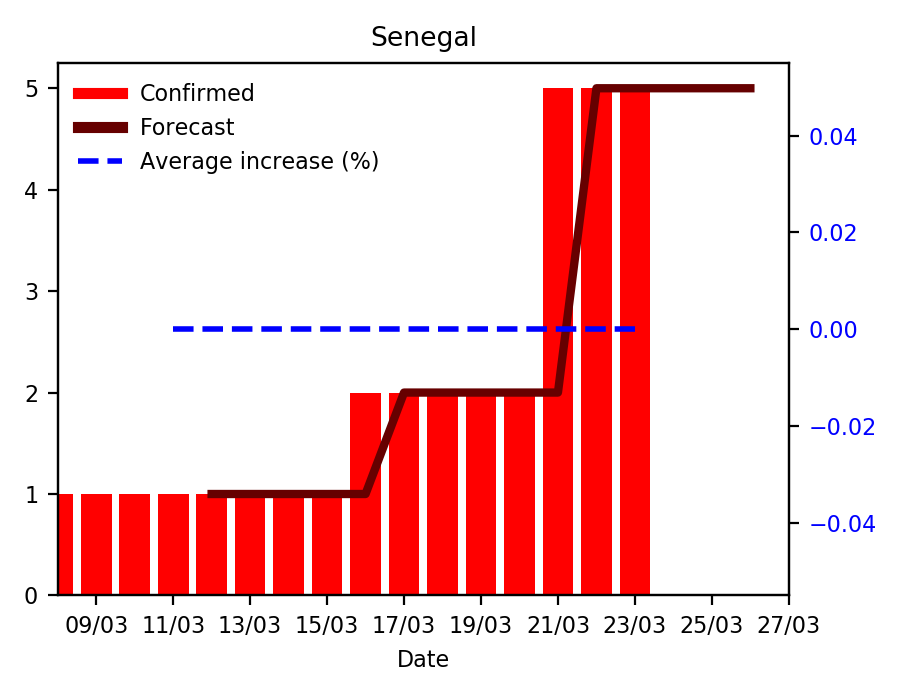 Senegal
Confirmed
Forecast
Average increase (%)
5
4
3
2
1
0
0.04
0.02
0.00
−0.02
−0.04
09/03 11/03 13/03 15/03 17/03 19/03 21/03 23/03 25/03 27/03
Date